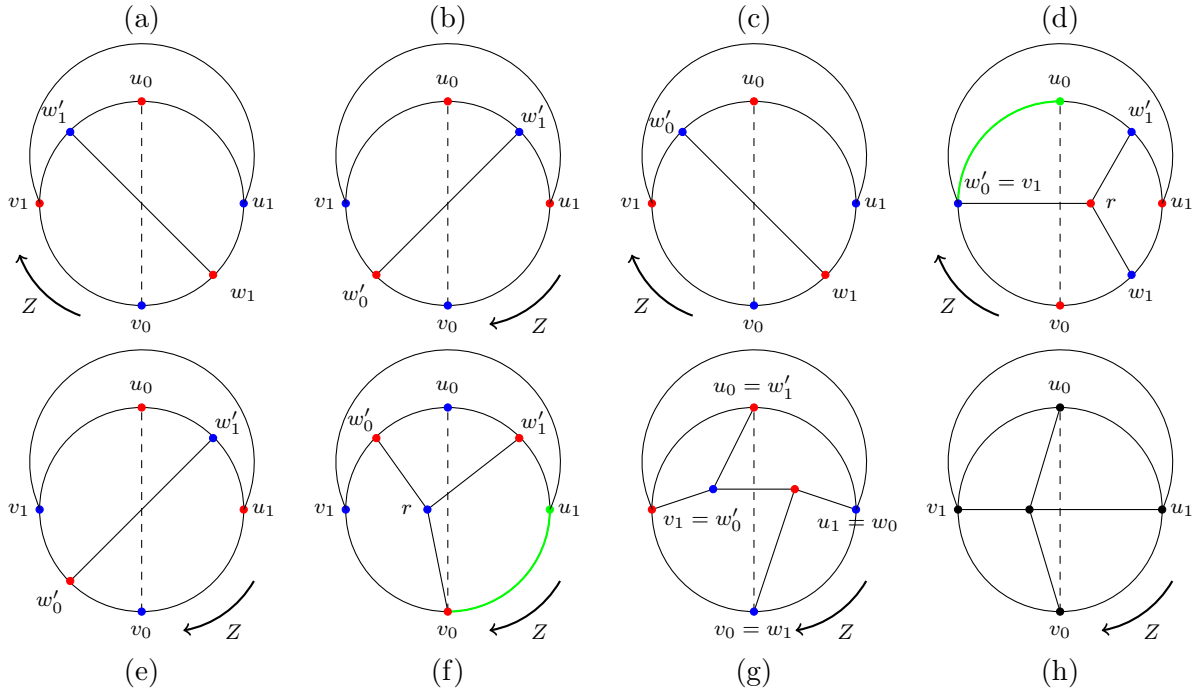 (a) (b) (c) (d)
u₀ u₀ u₀ u₀
w′₁ w′₁ w′₀ w′₁
w′₀ = v₁
v₁ u₁ v₁ u₁ v₁ u₁ r u₁
w₁ w′₀ w₁ w₁
Z Z Z Z
v₀ v₀ v₀ v₀
u₀ u₀ u₀ = w′₁ u₀
w′₁ w′₀ w′₁
v₁ u₁ v₁ r u₁ v₁ = w′₀ u₁ = w₀ v₁ u₁
w′₀
Z Z Z Z
v₀ v₀ v₀ = w₁ v₀
(e) (f) (g) (h)